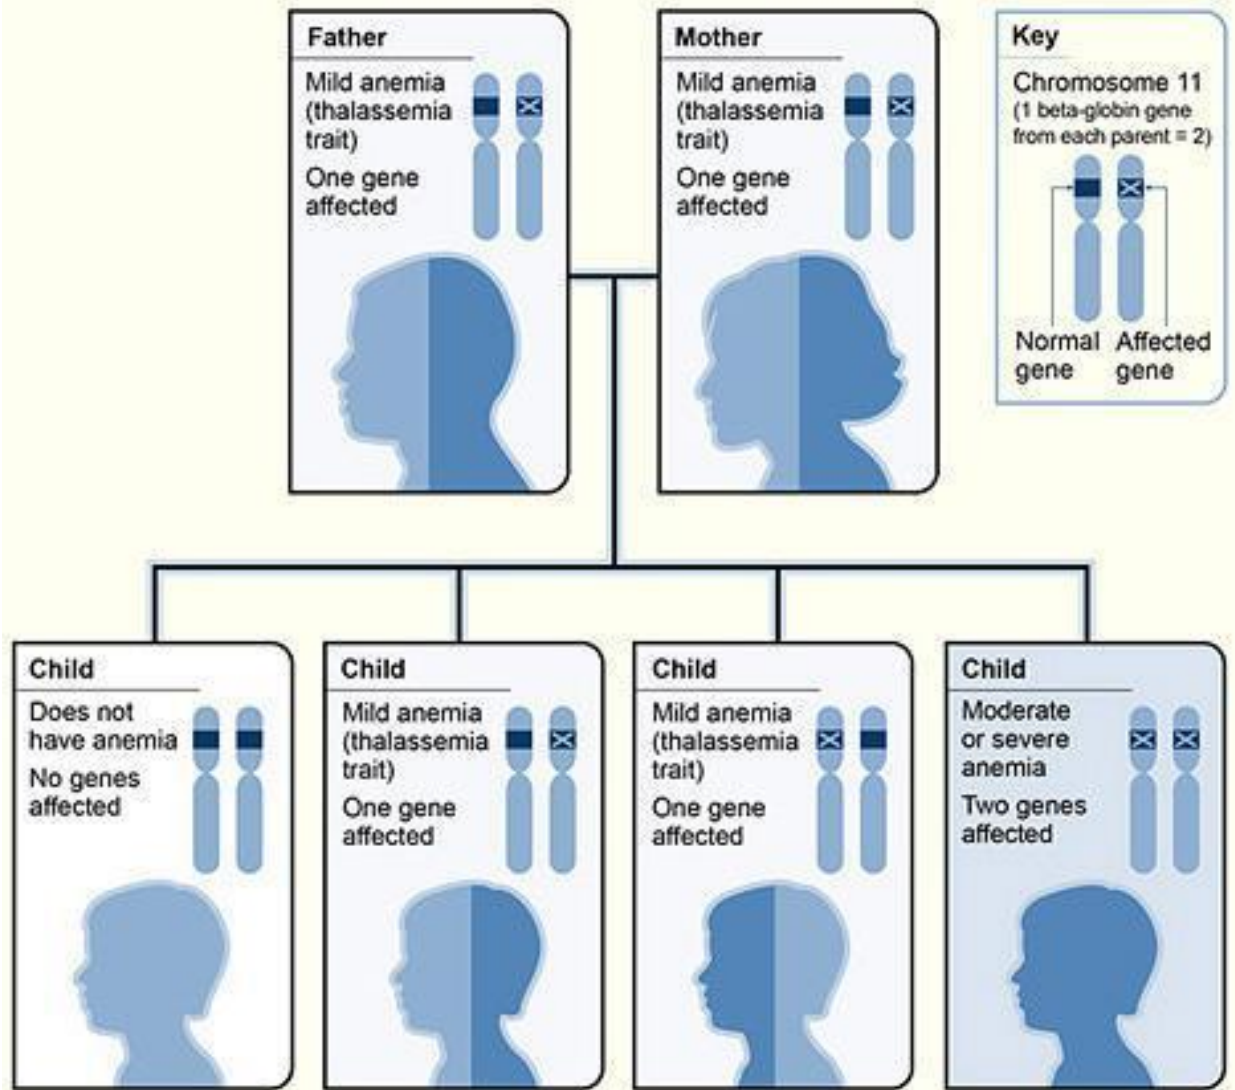 Father
Mild anemia
(thalassemia
trait)
One gene
affected
Mother
Mild anemia
(thalassemia
trait)
One gene
affected
Key
Chromosome 11
(1 beta-globin gene
from each parent = 2)
Normal
gene
Affected
gene
Child
Does not
have anemia
No genes
affected
Child
Mild anemia
(thalassemia
trait)
One gene
affected
Child
Mild anemia
(thalassemia
trait)
One gene
affected
Child
Moderate
or severe
anemia
Two genes
affected